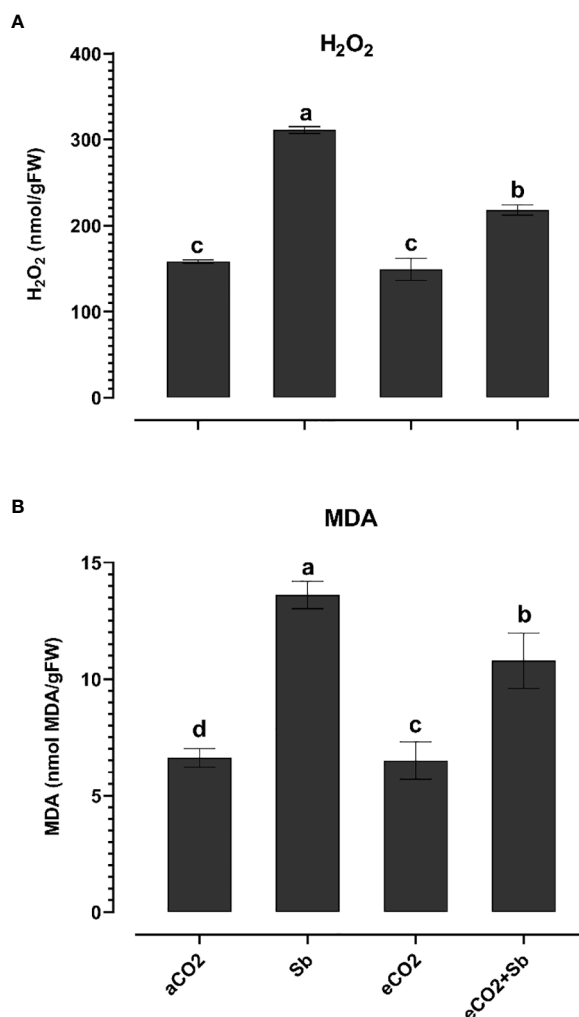 A
H₂O₂
H₂O₂ (nmol/gFW)
400
300
200
100
0
c
a
c
b
B
MDA
MDA (nmol MDA/gFW)
15
10
5
0
d
a
c
b
aCO2
Sb
eCO2
eCO2+Sb